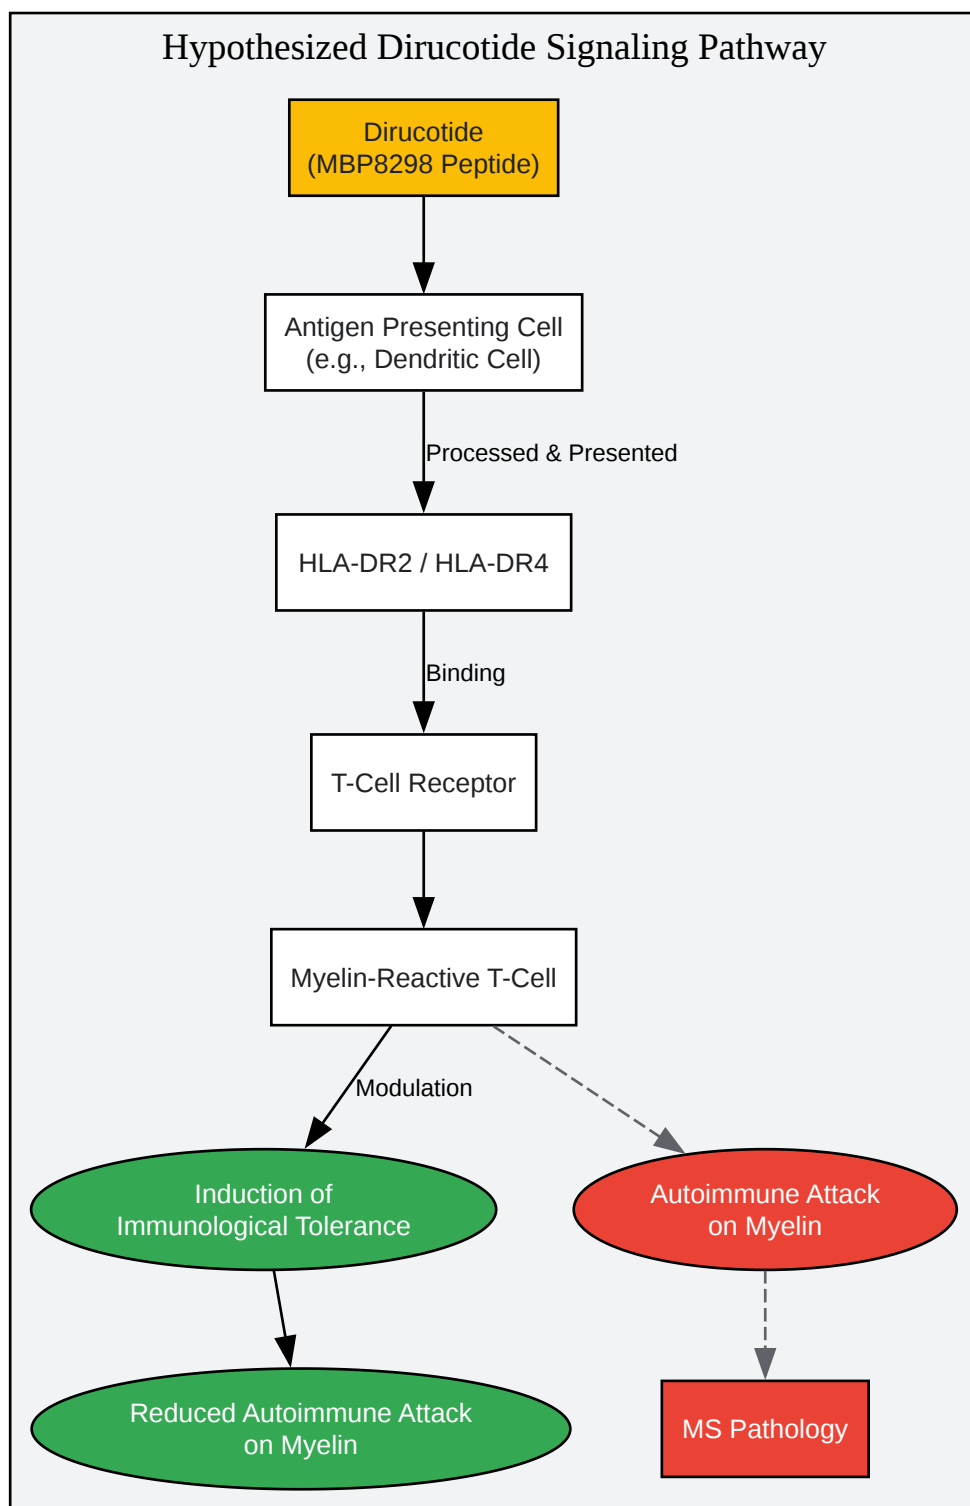 Hypothesized Dirucotide Signaling Pathway
Dirucotide
(MBP8298 Peptide)
Antigen Presenting Cell
(e.g., Dendritic Cell)
Processed & Presented
HLA-DR2 / HLA-DR4
Binding
T-Cell Receptor
Myelin-Reactive T-Cell
Modulation
Induction of
Immunological Tolerance
Autoimmune Attack
on Myelin
Reduced Autoimmune Attack
on Myelin
MS Pathology